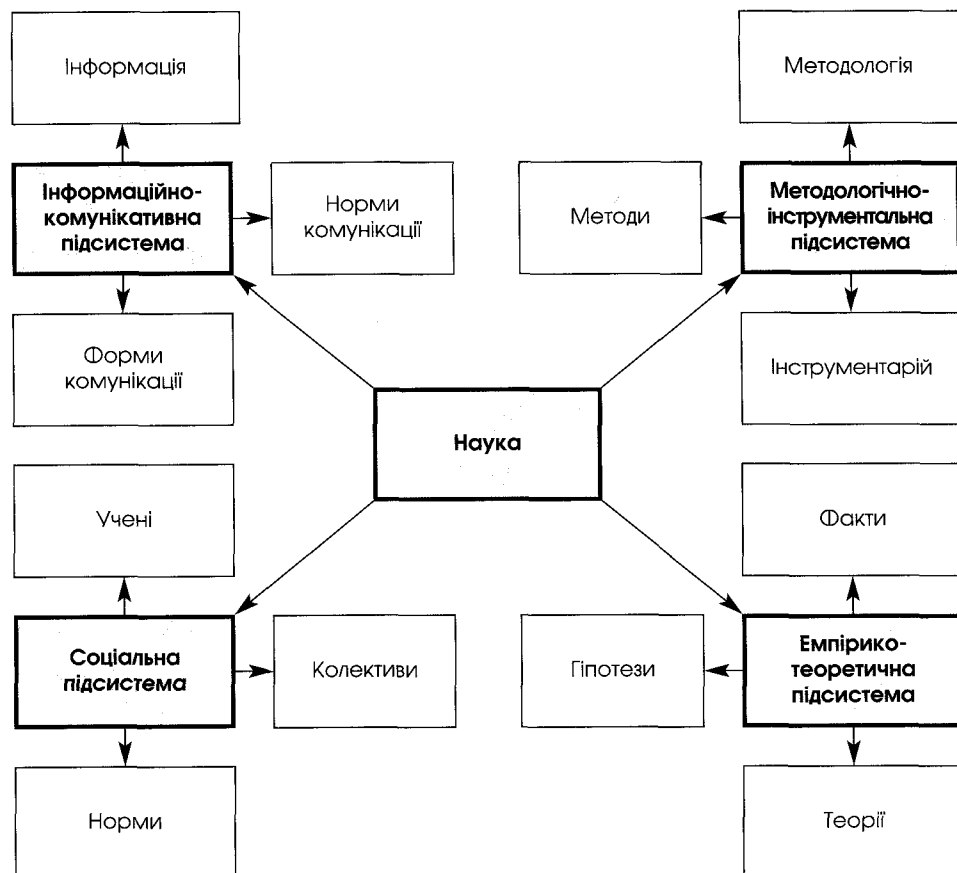 Інформація
Методологія
Інформаційно-
комунікативна
підсистема
Норми
комунікації
Методи
Методологічно-
інструментальна
підсистема
Форми
комунікації
Інструментарій
Наука
Учені
Факти
Соціальна
підсистема
Колективи
Гіпотези
Емпірико-
теоретична
підсистема
Норми
Теорії